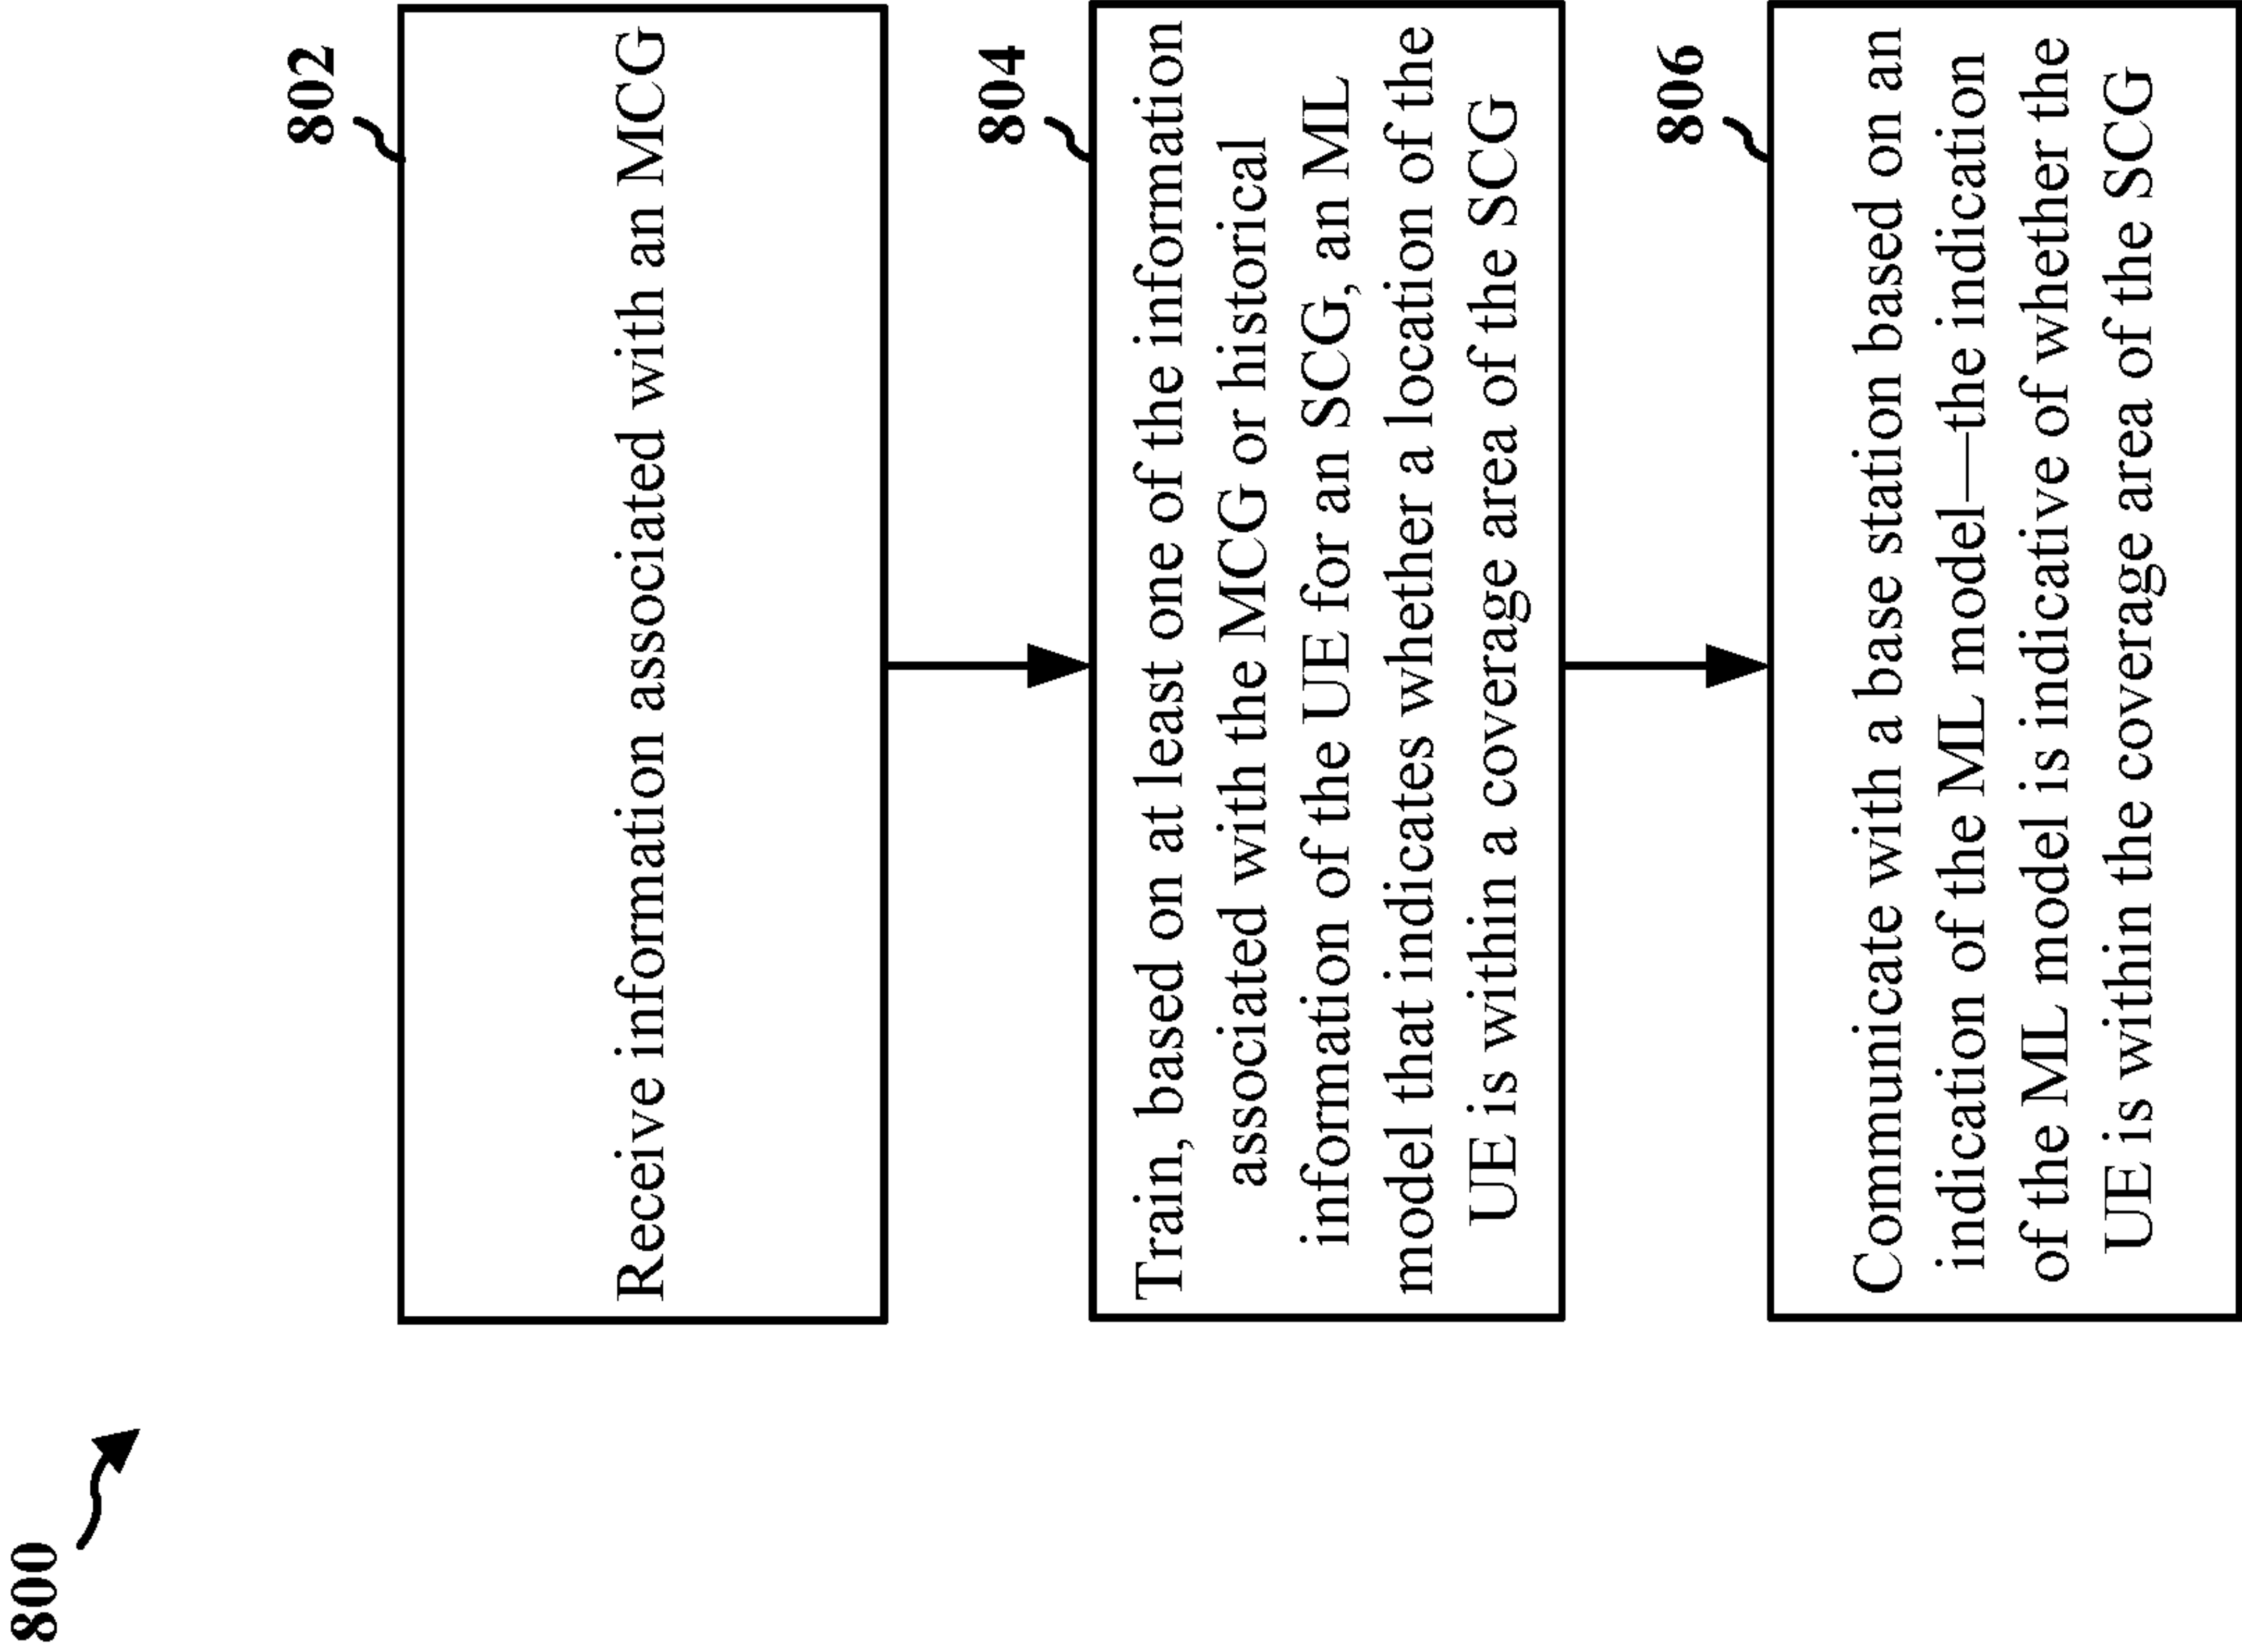 800
802
Receive information associated with an MCG
804
Train, based on at least one of the information
associated with the MCG or historical
information of the UE for an SCG, an ML
model that indicates whether a location of the
UE is within a coverage area of the SCG
806
Communicate with a base station based on an
indication of the ML model—the indication
of the ML model is indicative of whether the
UE is within the coverage area of the SCG